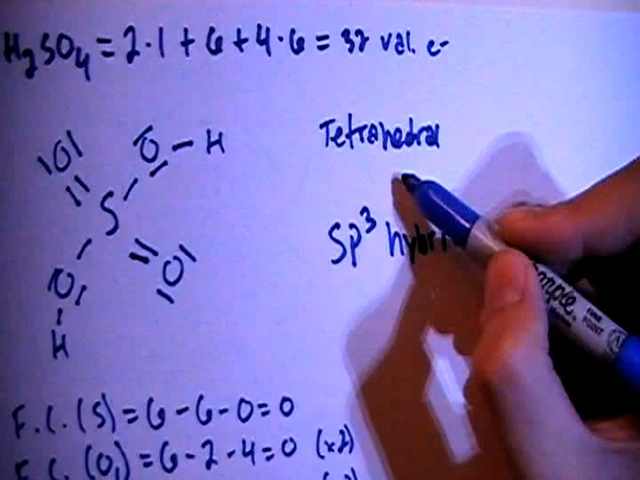 H₂SO₄ = 2·1 + 6 + 4·6 = 32 val. e-
Tetrahedral
O O - H
S
O O
H
Sp³ hybri
F.C. (S) = 6 - 6 - 0 = 0
F.C. (O₁) = 6 - 2 - 4 = 0 (x2)